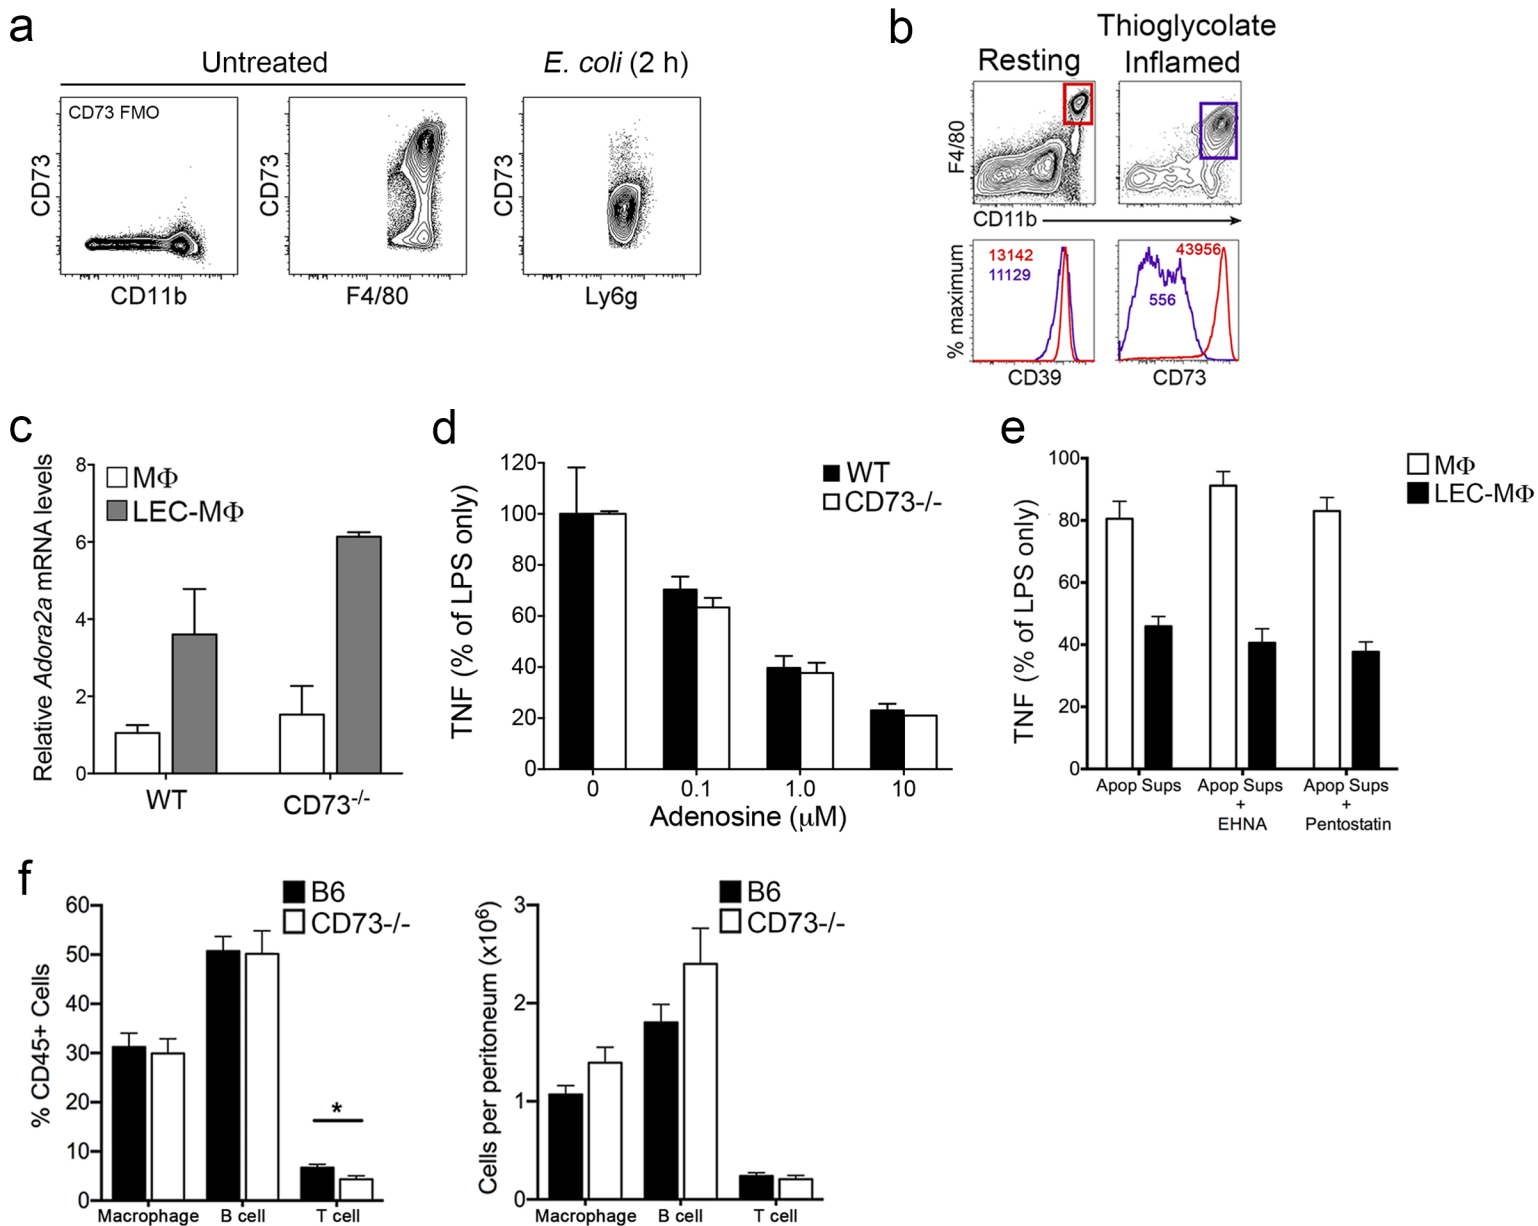 a
Untreated
E. coli (2 h)
CD73 FMO
CD73
CD11b
CD73
F4/80
CD73
Ly6g
b
Resting
Thioglycolate
Inflamed
F4/80
CD11b
% maximum
13142
11129
CD39
43956
556
CD73
c
Relative Adora2a mRNA levels
8
6
4
2
0
MΦ
LEC-MΦ
WT
CD73-/-
d
TNF (% of LPS only)
120
100
80
60
40
20
0
WT
CD73-/-
0
0.1
1.0
10
Adenosine (μM)
e
TNF (% of LPS only)
100
80
60
40
20
0
MΦ
LEC-MΦ
Apop Sups
Apop Sups
+
EHNA
Apop Sups
+
Pentostatin
f
% CD45+ Cells
60
50
40
30
20
10
0
B6
CD73-/-
*
Macrophage
B cell
T cell
Cells per peritoneum (x10⁶)
3
2
1
0
B6
CD73-/-
Macrophage
B cell
T cell